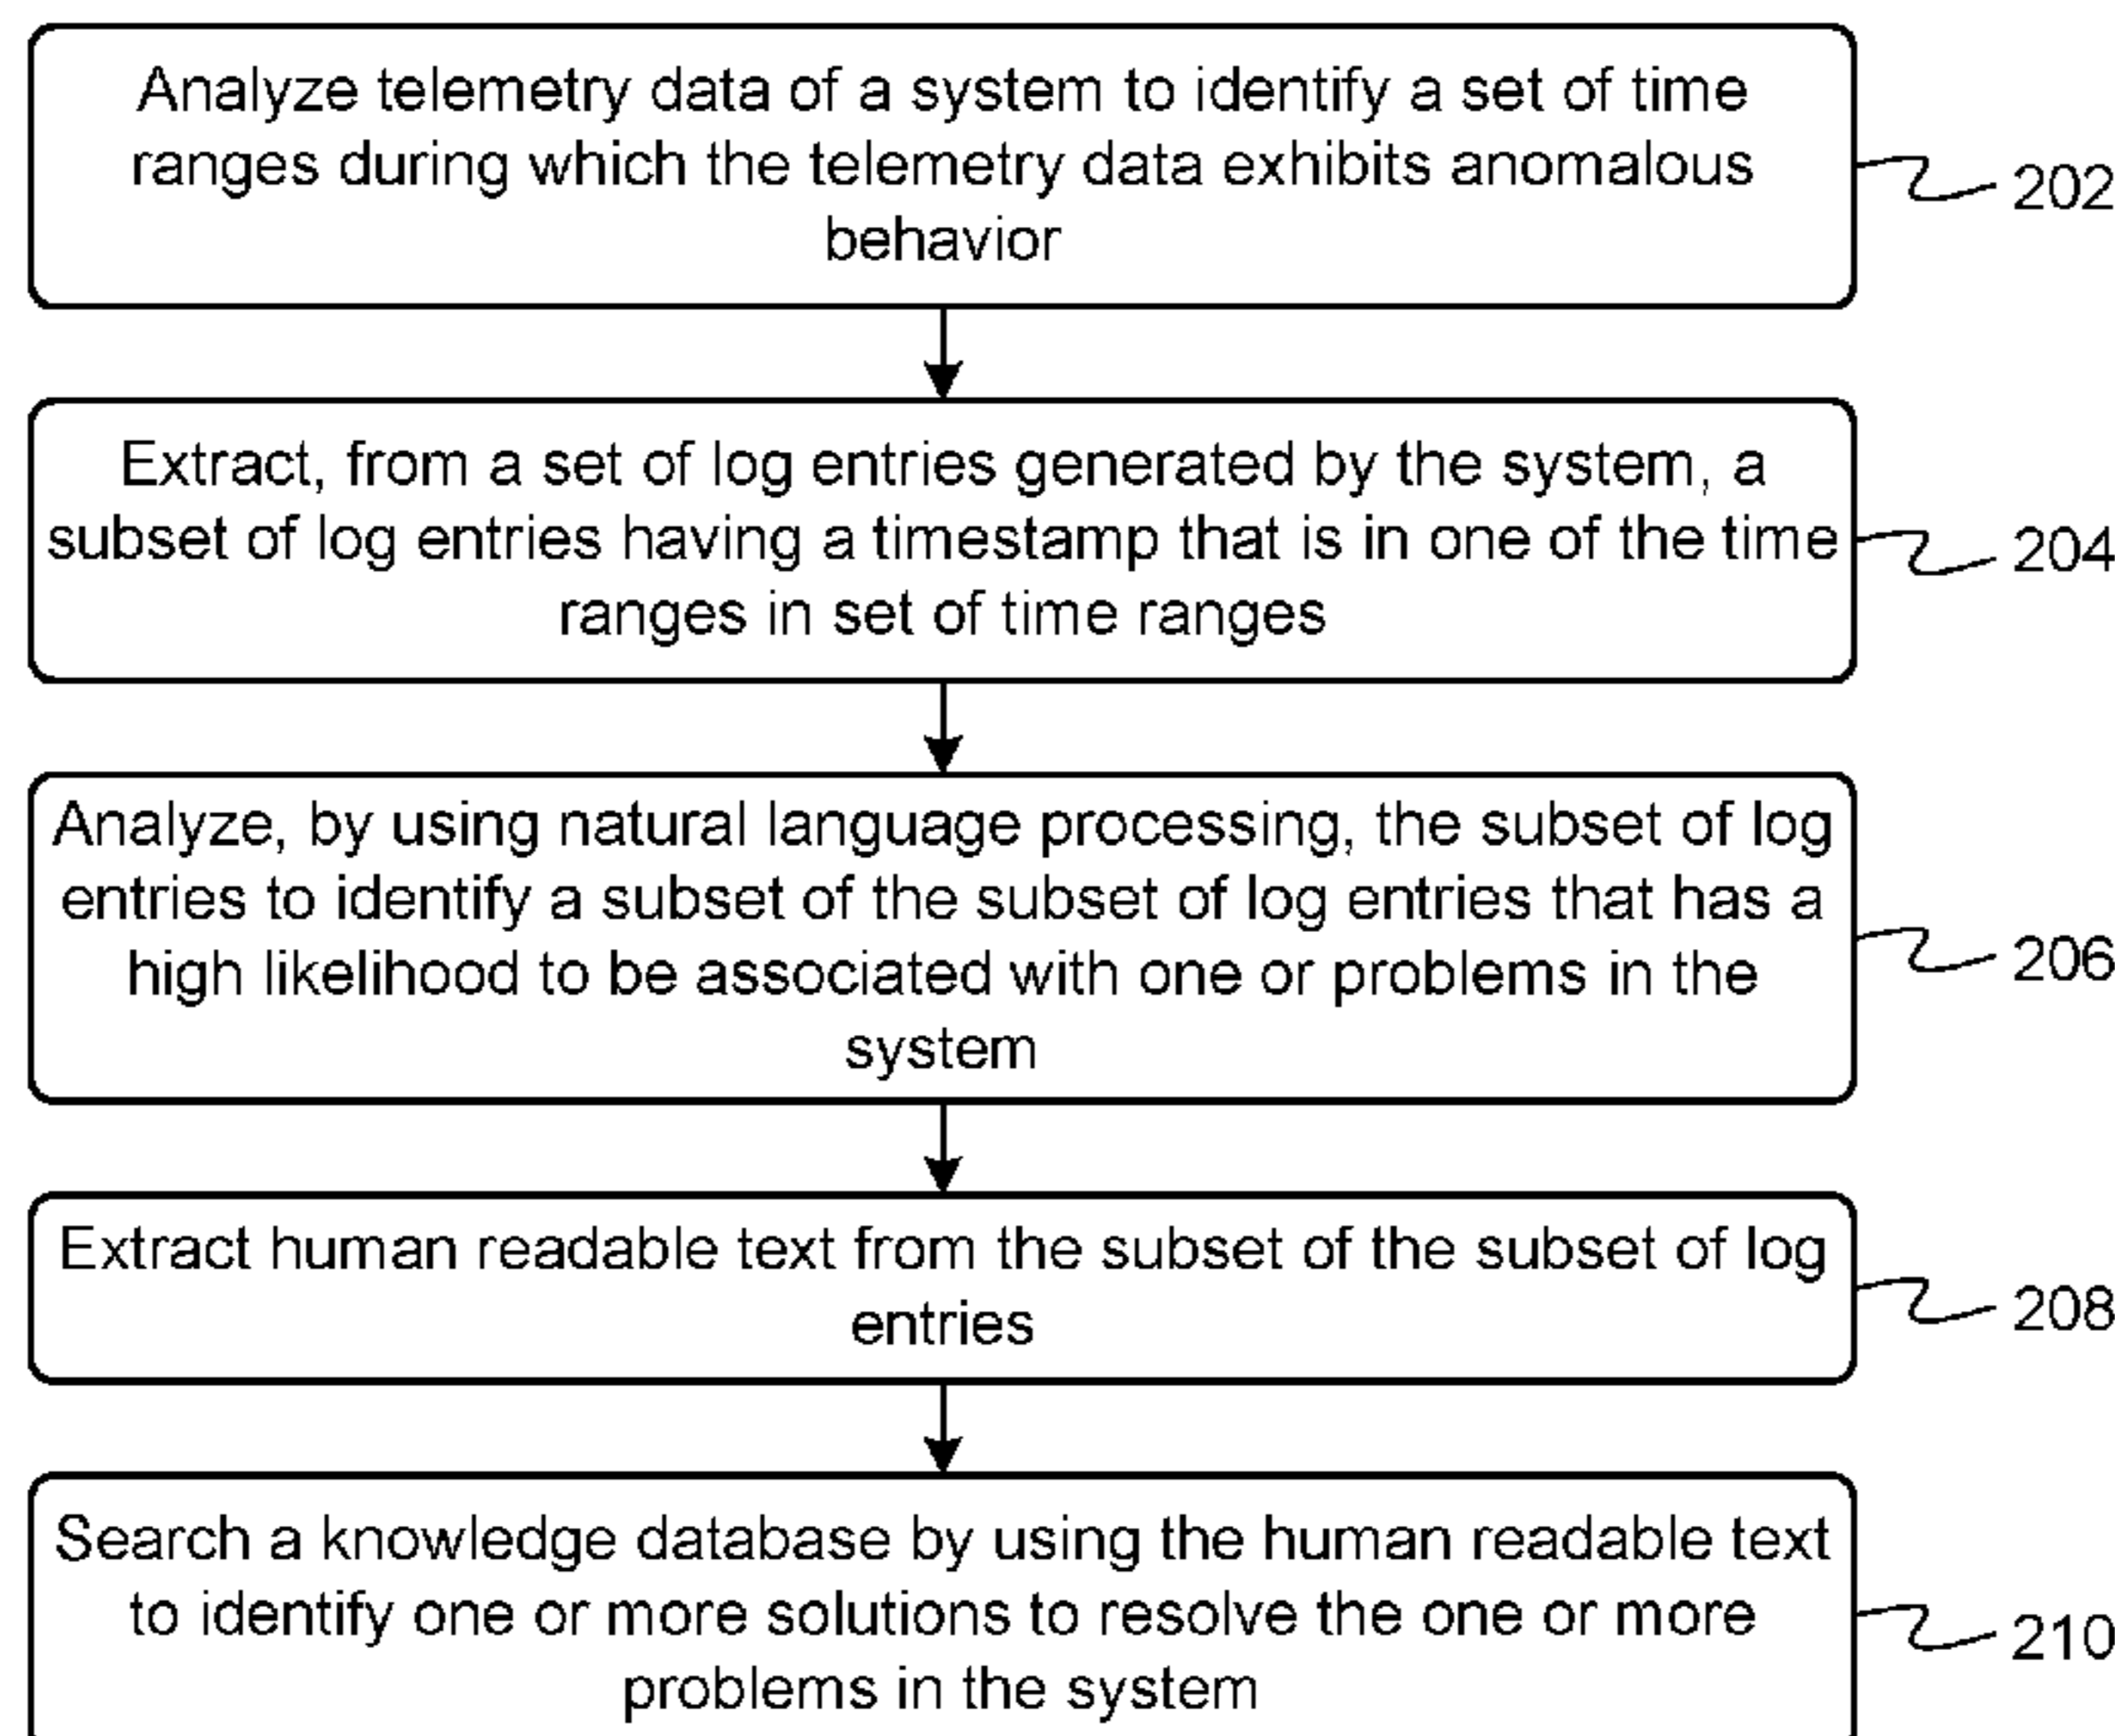 Analyze telemetry data of a system to identify a set of time
ranges during which the telemetry data exhibits anomalous
behavior
202
Extract, from a set of log entries generated by the system, a
subset of log entries having a timestamp that is in one of the time
ranges in set of time ranges
204
Analyze, by using natural language processing, the subset of log
entries to identify a subset of the subset of log entries that has a
high likelihood to be associated with one or problems in the
system
206
Extract human readable text from the subset of the subset of log
entries
208
Search a knowledge database by using the human readable text
to identify one or more solutions to resolve the one or more
problems in the system
210